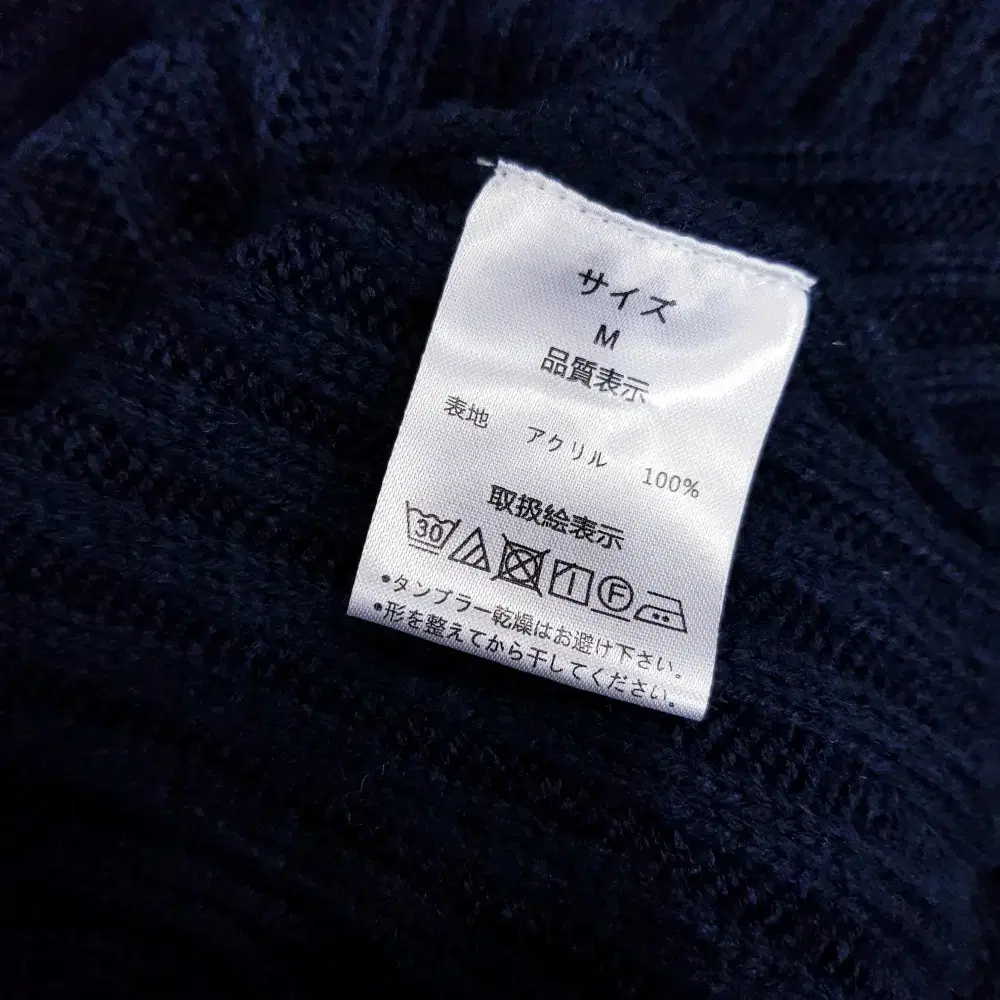 サイズ
M
品質表示
表地 アクリル 100%
取扱絵表示
30 F
•タンブラー乾燥はお避け下さい。
•形を整えてから干してください。